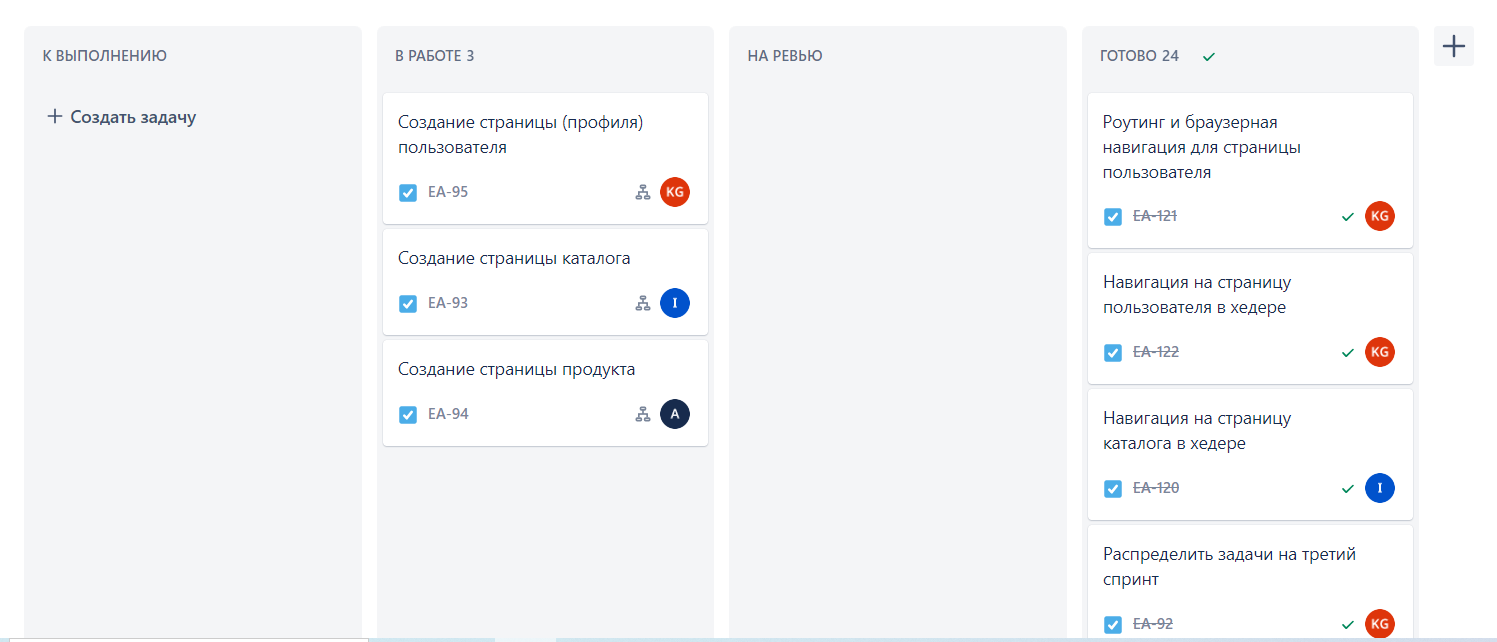 К ВЫПОЛНЕНИЮ
Создать задачу
В РАБОТЕ 3
Создание страницы (профиля)
пользователя
EA-95
KG
Создание страницы каталога
EA-93
I
Создание страницы продукта
EA-94
A
НА РЕВЬЮ
ГОТОВО 24
Роутинг и браузерная
навигация для страницы
пользователя
EA-121
KG
Навигация на страницу
пользователя в хедере
EA-122
KG
Навигация на страницу
каталога в хедере
EA-120
I
Распределить задачи на третий
спринт
EA-92
KG